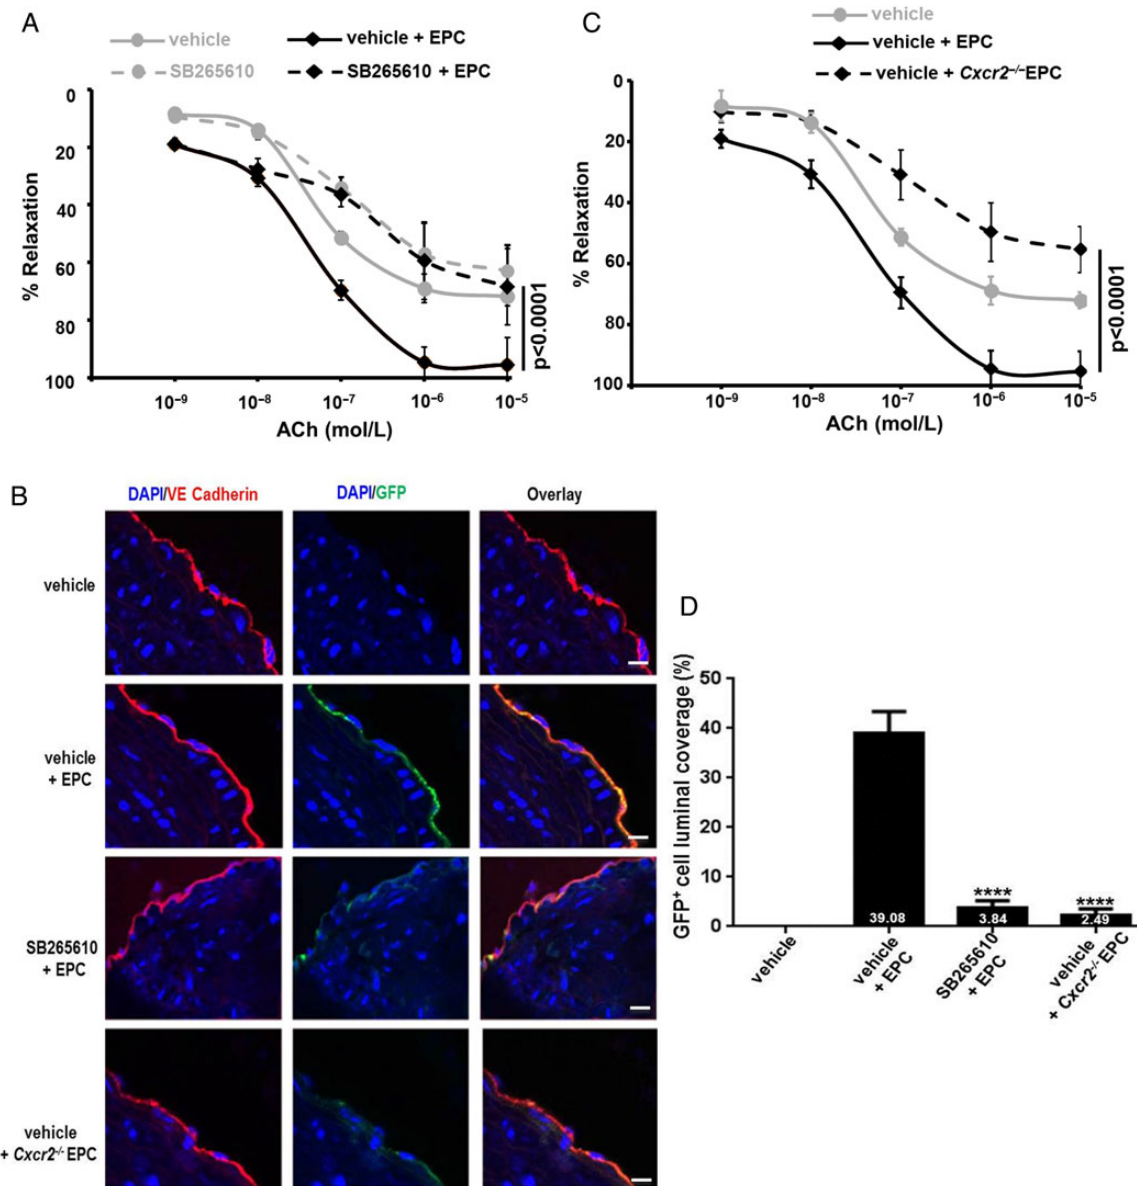 A
vehicle
vehicle + EPC
SB265610
SB265610 + EPC
0
20
40
60
80
100
% Relaxation
p<0.0001
10⁻⁹
10⁻⁸
10⁻⁷
10⁻⁶
10⁻⁵
ACh (mol/L)
C
vehicle
vehicle + EPC
vehicle + Cxcr2⁻/⁻EPC
0
20
40
60
80
100
% Relaxation
p<0.0001
10⁻⁹
10⁻⁸
10⁻⁷
10⁻⁶
10⁻⁵
ACh (mol/L)
B
DAPI/VE Cadherin
DAPI/GFP
Overlay
vehicle
vehicle
+ EPC
SB265610
+ EPC
vehicle
+ Cxcr2⁻/⁻ EPC
D
GFP⁺ cell luminal coverage (%)
50
40
30
20
10
0
39.08
****
3.84
****
2.49
vehicle
vehicle
+ EPC
SB265610
+ EPC
vehicle
+ Cxcr2⁻/⁻ EPC